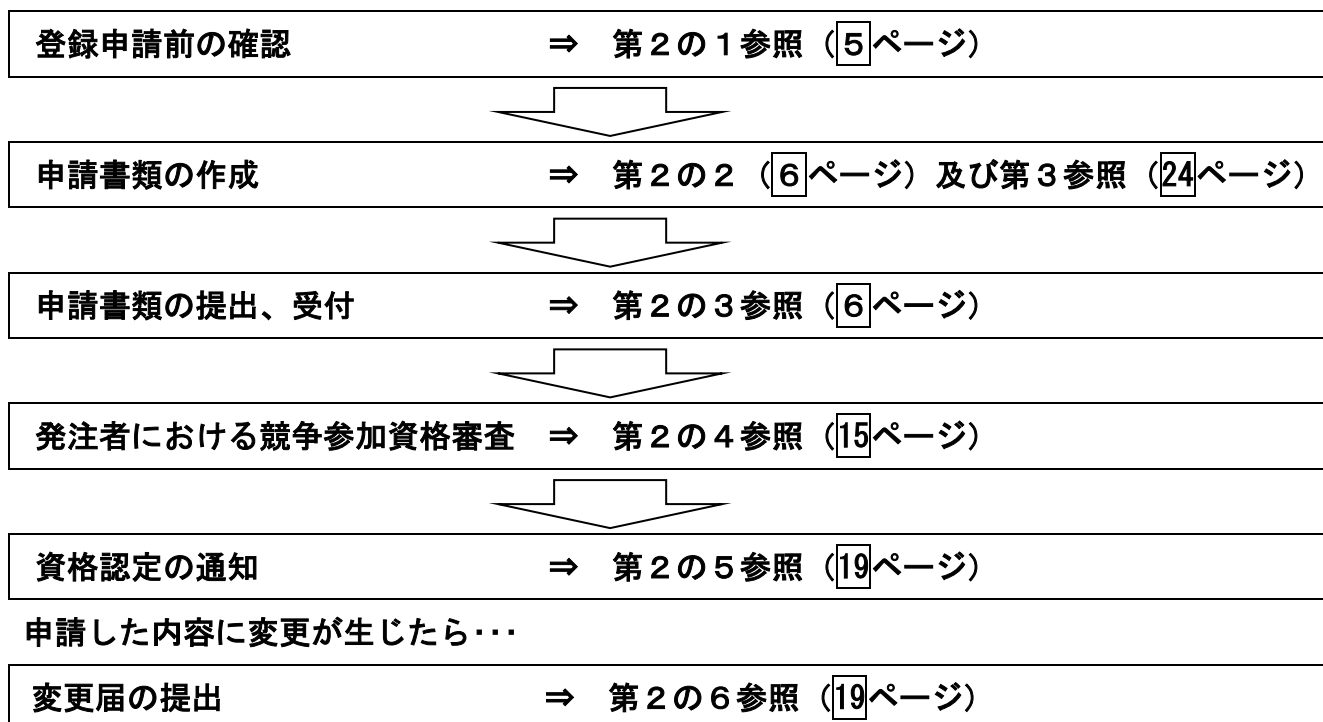 登録申請前の確認 ⇒ 第２の１参照（５ページ）
申請書類の作成 ⇒ 第２の２（６ページ）及び第３参照（24ページ）
申請書類の提出、受付 ⇒ 第２の３参照（６ページ）
発注者における競争参加資格審査 ⇒ 第２の４参照（15ページ）
資格認定の通知 ⇒ 第２の５参照（19ページ）
申請した内容に変更が生じたら･･･
変更届の提出 ⇒ 第２の６参照（19ページ）